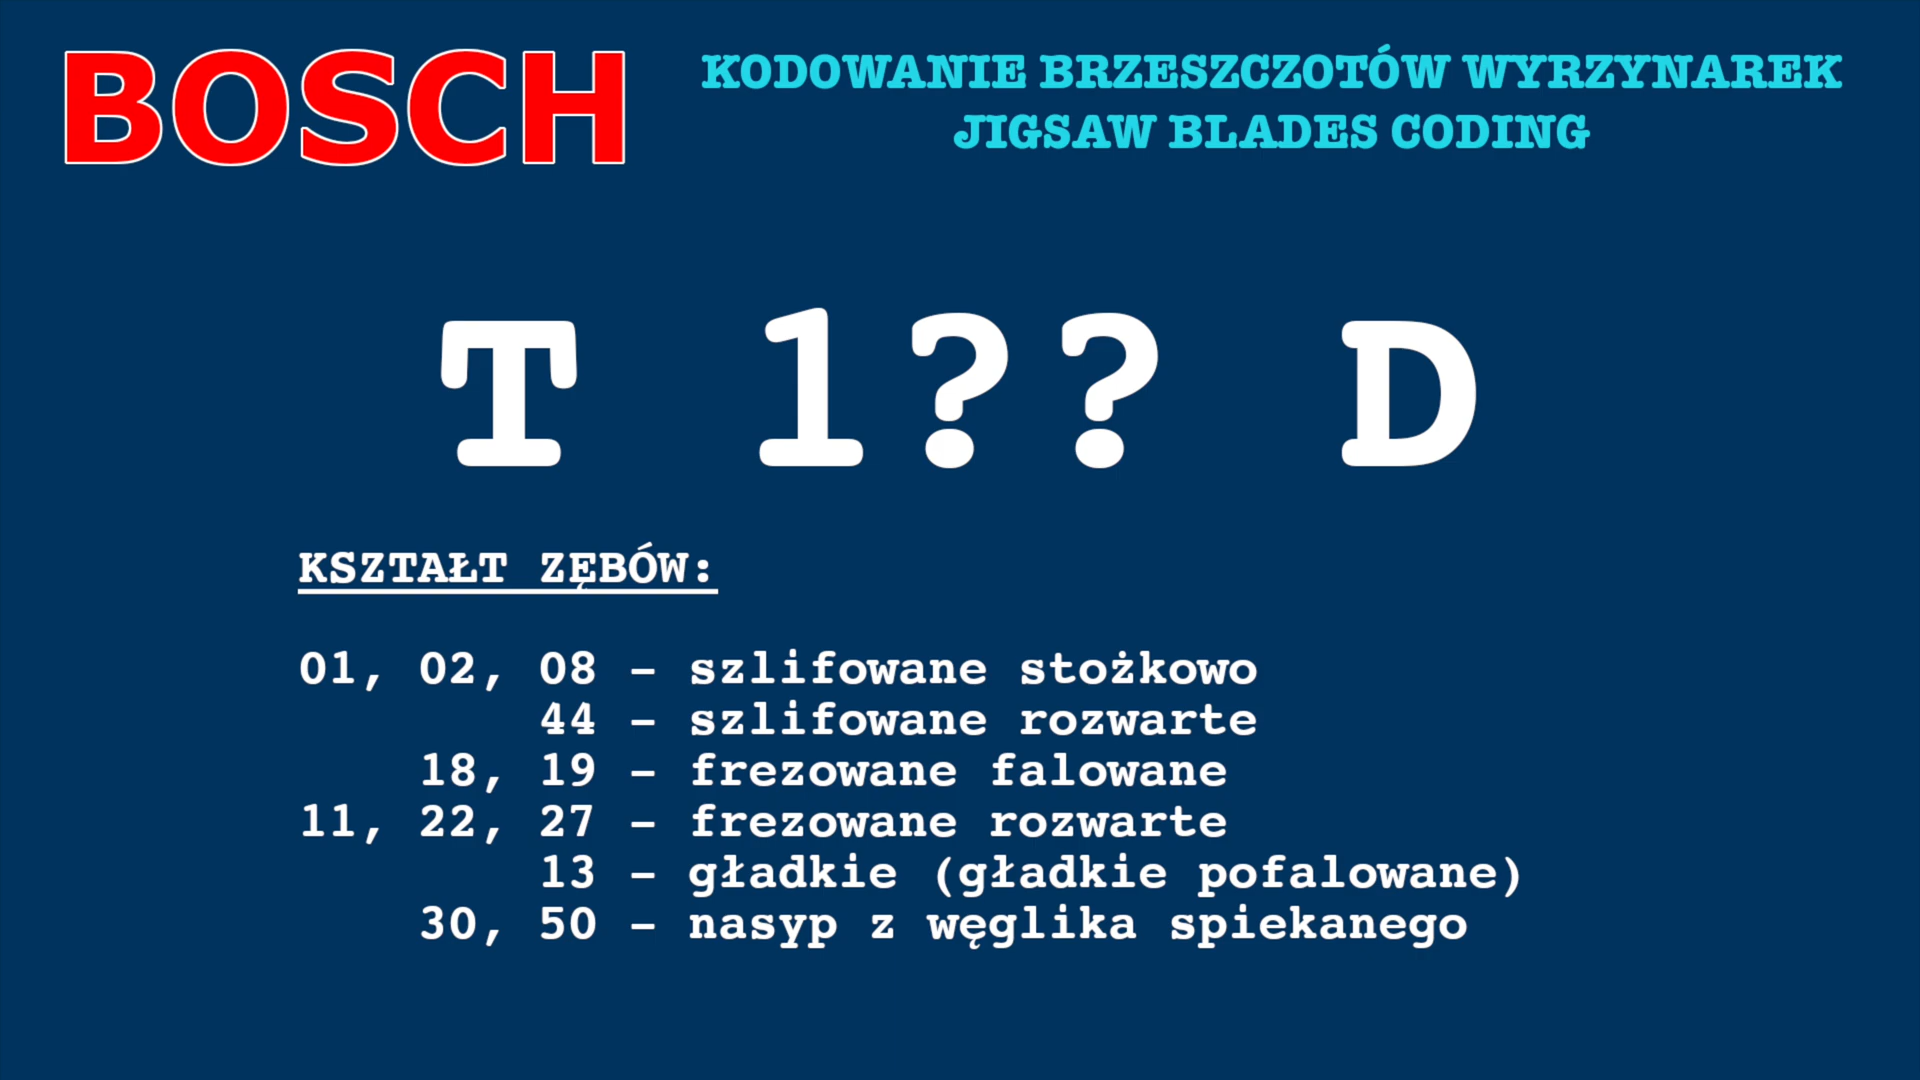 BOSCH
KODOWANIE BRZESZCZOTÓW WYRZYNAREK
JIGSAW BLADES CODING
T 1?? D
KSZTAŁT ZĘBÓW:
01, 02, 08 – szlifowane stożkowo
44 – szlifowane rozwarte
18, 19 – frezowane falowane
11, 22, 27 – frezowane rozwarte
13 – gładkie (gładkie pofalowane)
30, 50 – nasyp z węglika spiekanego